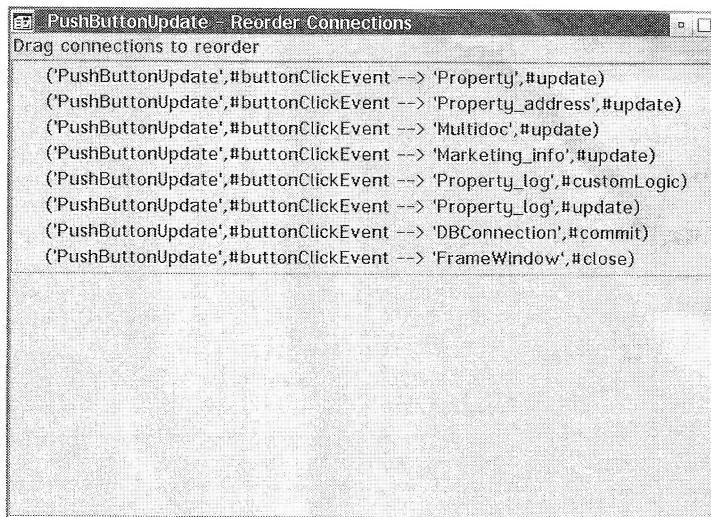 PushButtonUpdate - Reorder Connections
Drag connections to reorder
('PushButtonUpdate',#buttonClickEvent --> 'Property',#update)
('PushButtonUpdate',#buttonClickEvent --> 'Property_address',#update)
('PushButtonUpdate',#buttonClickEvent --> 'Multidoc',#update)
('PushButtonUpdate',#buttonClickEvent --> 'Marketing_info',#update)
('PushButtonUpdate',#buttonClickEvent --> 'Property_log',#customLogic)
('PushButtonUpdate',#buttonClickEvent --> 'Property_log',#update)
('PushButtonUpdate',#buttonClickEvent --> 'DBConnection',#commit)
('PushButtonUpdate',#buttonClickEvent --> 'FrameWindow',#close)